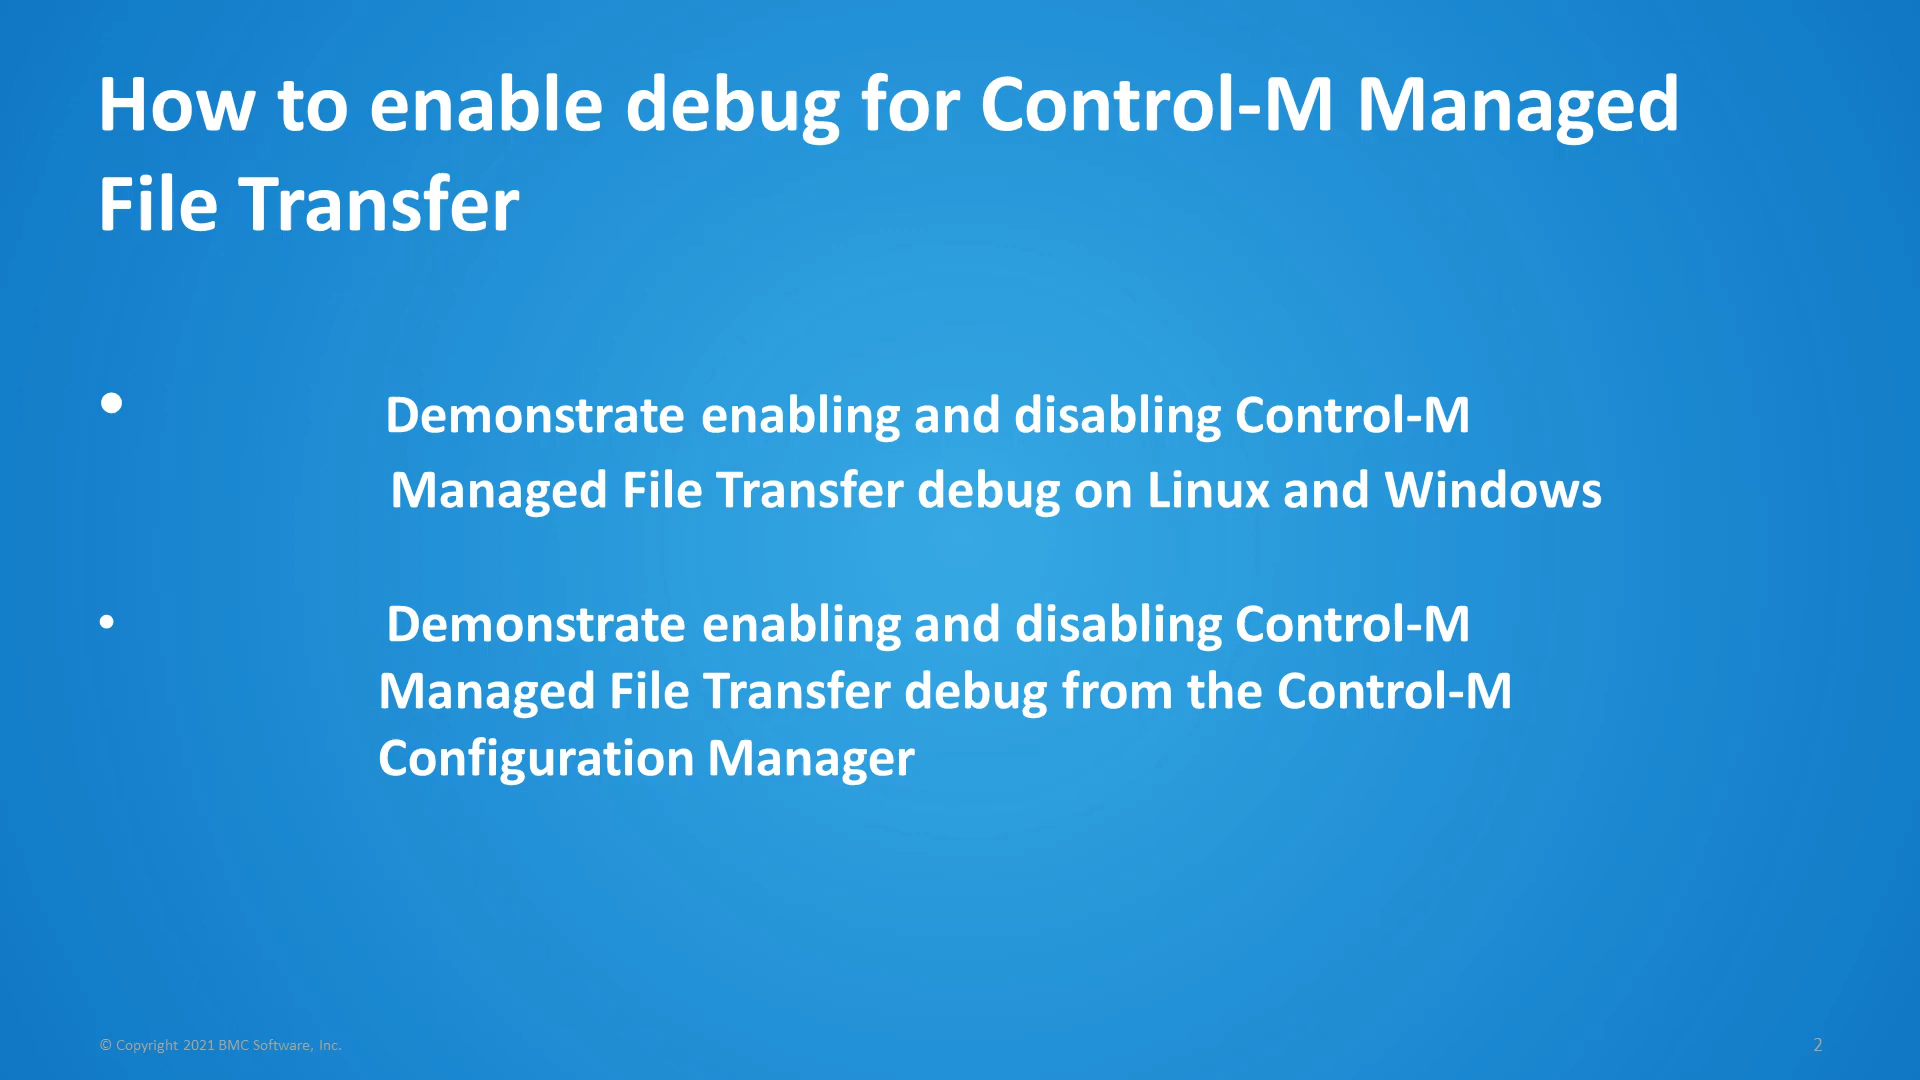 How to enable debug for Control-M Managed
File Transfer
• Demonstrate enabling and disabling Control-M
Managed File Transfer debug on Linux and Windows
• Demonstrate enabling and disabling Control-M
Managed File Transfer debug from the Control-M
Configuration Manager
© Copyright 2021 BMC Software, Inc.
2